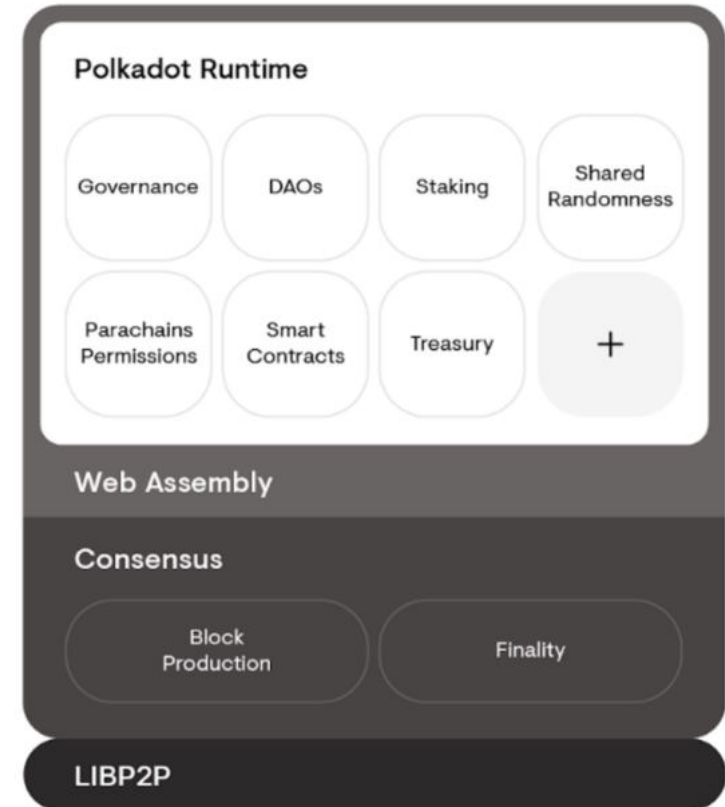 Polkadot Runtime
Governance
DAOs
Staking
Shared
Randomness
Parachains
Permissions
Smart
Contracts
Treasury
+
Web Assembly
Consensus
Block
Production
Finality
LIBP2P